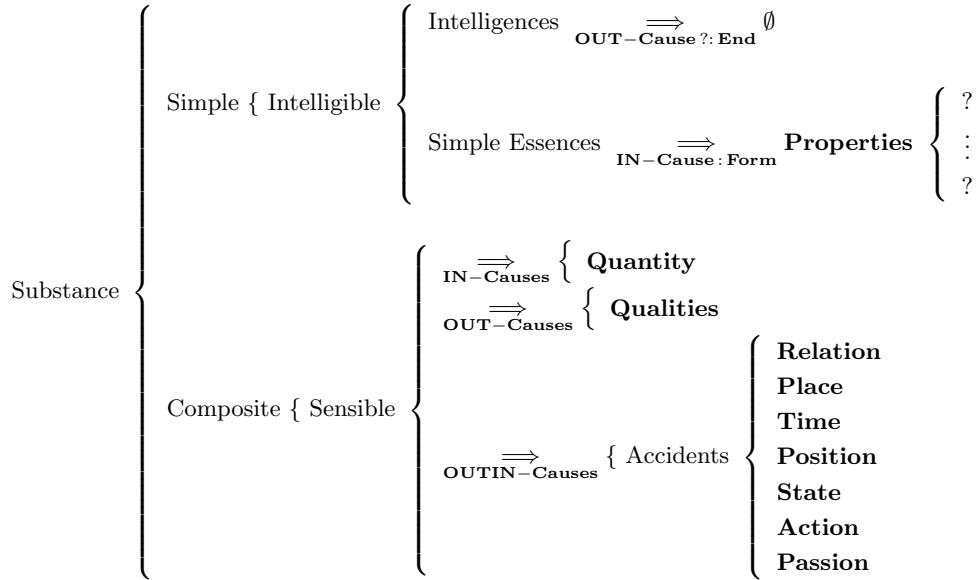 Intelligences ⟹ ∅
OUT−Cause ?: End
Simple { Intelligible
?
Simple Essences ⟹ Properties
IN−Cause : Form
⋮
?
Substance
⟹ { Quantity
IN−Causes
⟹ { Qualities
OUT−Causes
Composite { Sensible
⟹ { Accidents
OUTIN−Causes
Relation
Place
Time
Position
State
Action
Passion